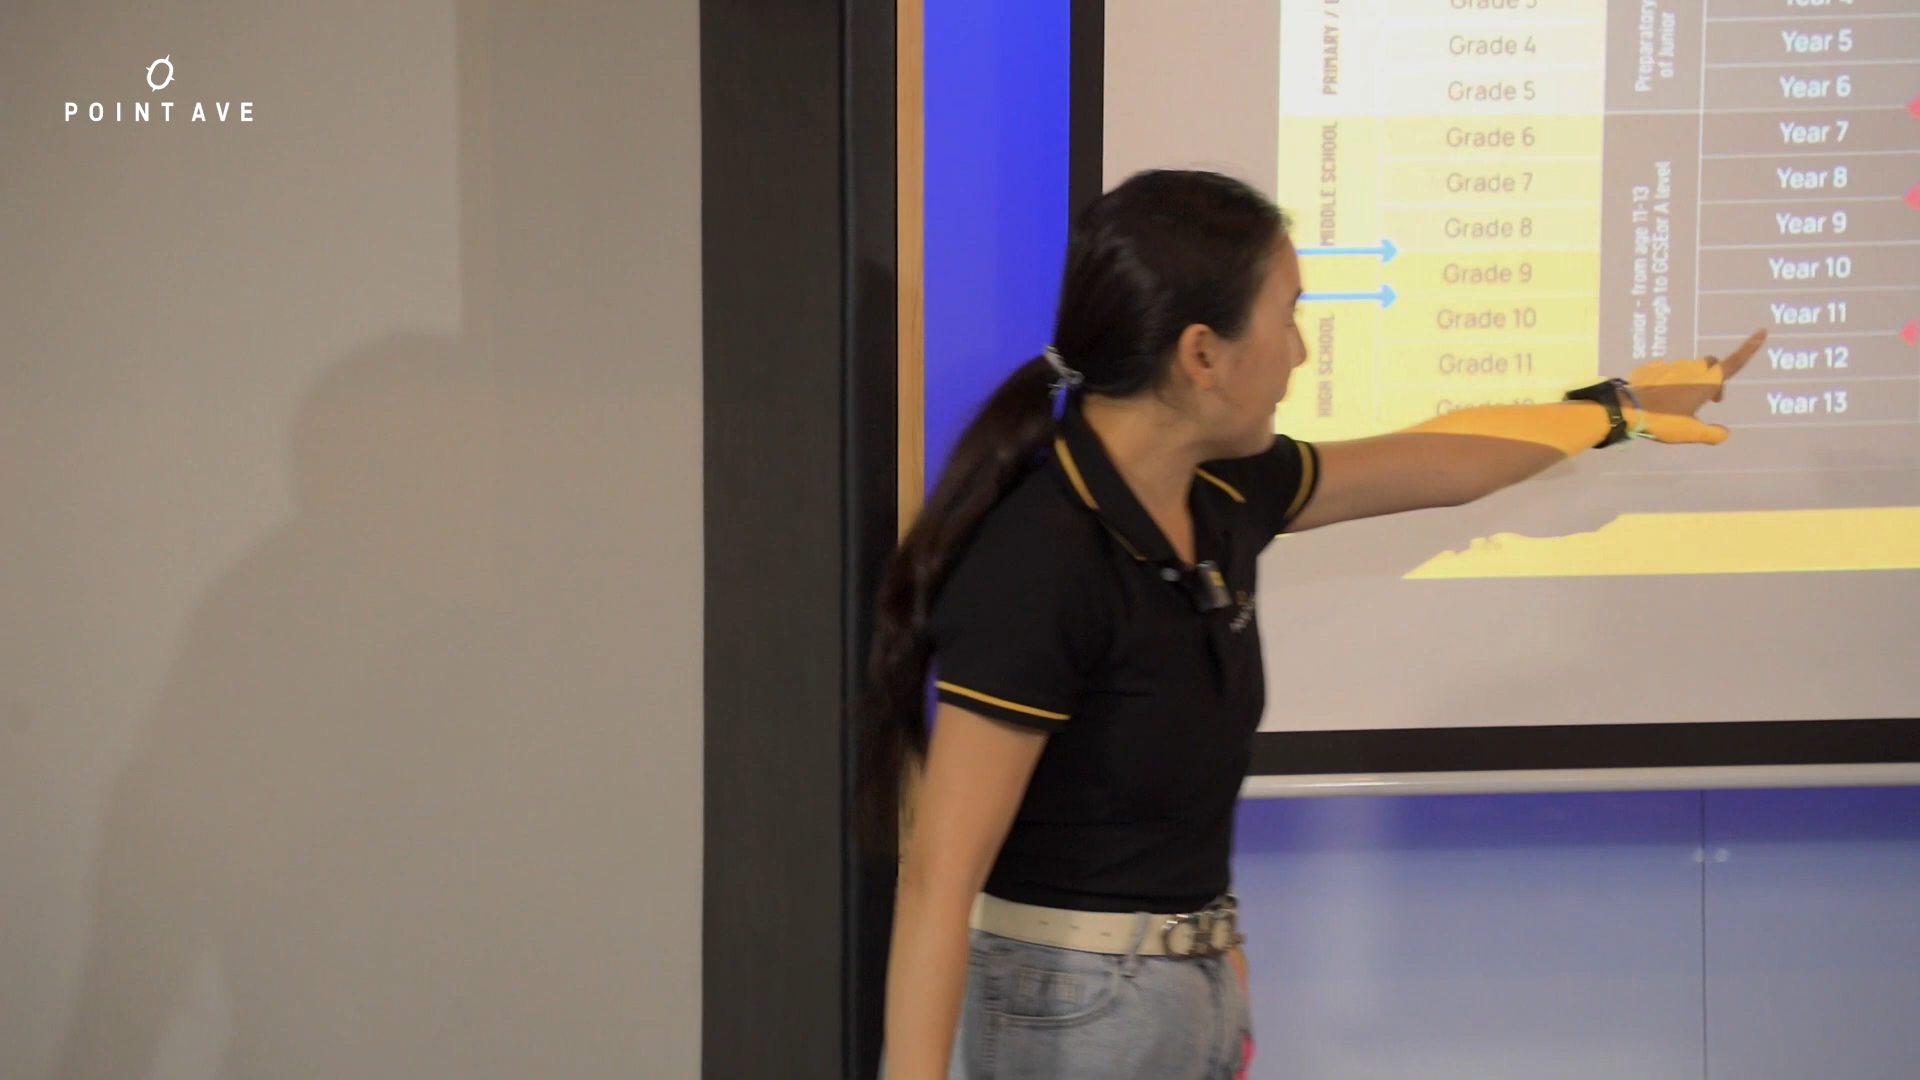 POINT AVE
PRIMARY /
Grade 4
Grade 5
MIDDLE SCHOOL
Grade 6
Grade 7
Grade 8
Grade 9
HIGH SCHOOL
Grade 10
Grade 11
Preparatory
of Junior
senior - from age 11-13
through to GCSEor A level
Year 5
Year 6
Year 7
Year 8
Year 9
Year 10
Year 11
Year 12
Year 13